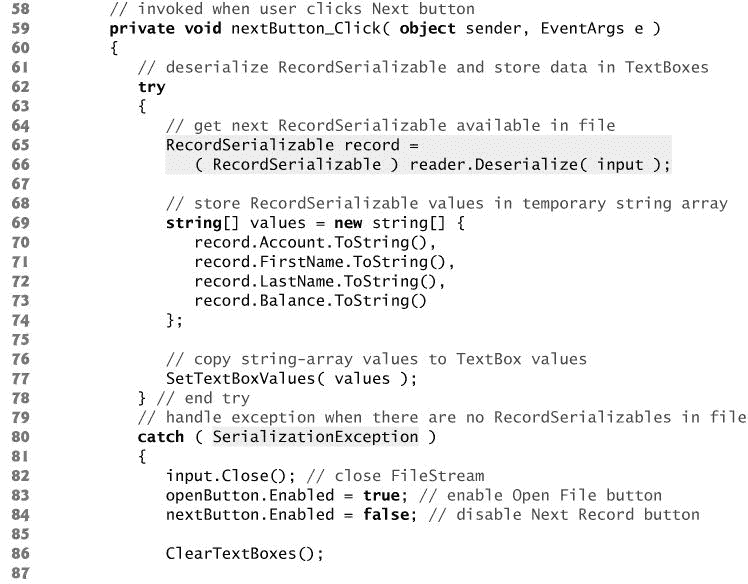 58 // invoked when user clicks Next button
59 private void nextButton_Click( object sender, EventArgs e )
60 {
61 // deserialize RecordSerializable and store data in TextBoxes
62 try
63 {
64 // get next RecordSerializable available in file
65 RecordSerializable record =
66 ( RecordSerializable ) reader.Deserialize( input );
67
68 // store RecordSerializable values in temporary string array
69 string[] values = new string[] {
70 record.Account.ToString(),
71 record.FirstName.ToString(),
72 record.LastName.ToString(),
73 record.Balance.ToString()
74 };
75
76 // copy string-array values to TextBox values
77 SetTextBoxValues( values );
78 } // end try
79 // handle exception when there are no RecordSerializables in file
80 catch ( SerializationException )
81 {
82 input.Close(); // close FileStream
83 openButton.Enabled = true; // enable Open File button
84 nextButton.Enabled = false; // disable Next Record button
85
86 ClearTextBoxes();
87